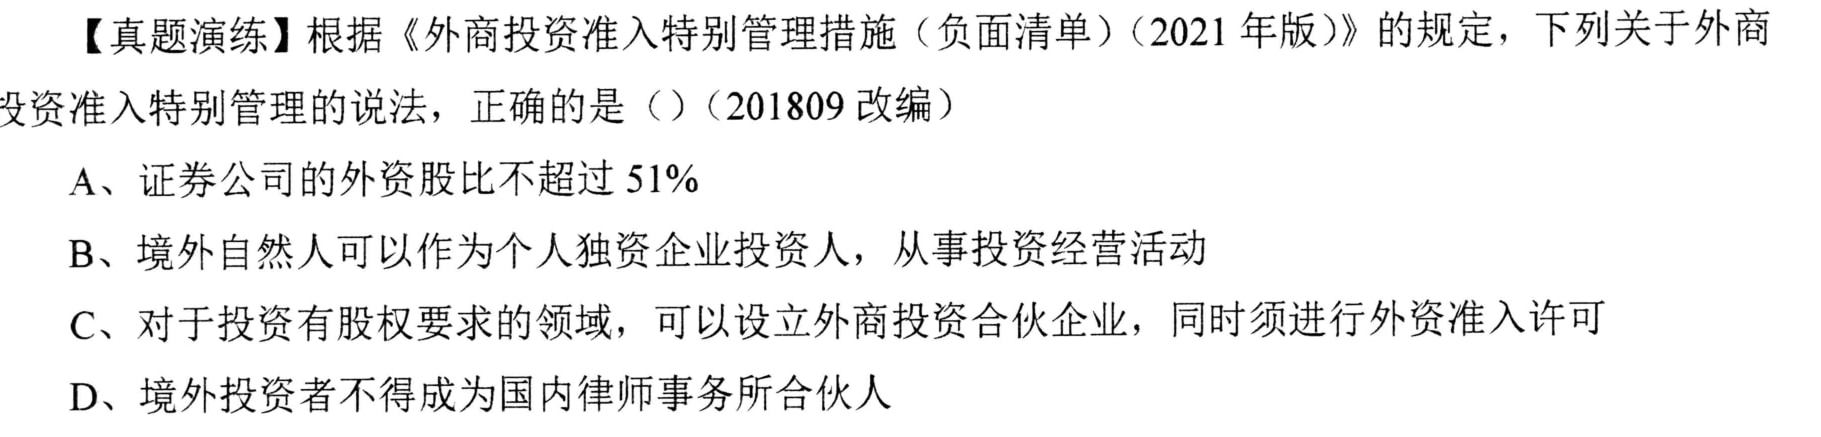 【真题演练】根据《外商投资准入特别管理措施（负面清单）（2021 年版）》的规定，下列关于外商
投资准入特别管理的说法，正确的是（）（201809 改编）
A、证券公司的外资股比不超过 51%
B、境外自然人可以作为个人独资企业投资人，从事投资经营活动
C、对于投资有股权要求的领域，可以设立外商投资合伙企业，同时须进行外资准入许可
D、境外投资者不得成为国内律师事务所合伙人